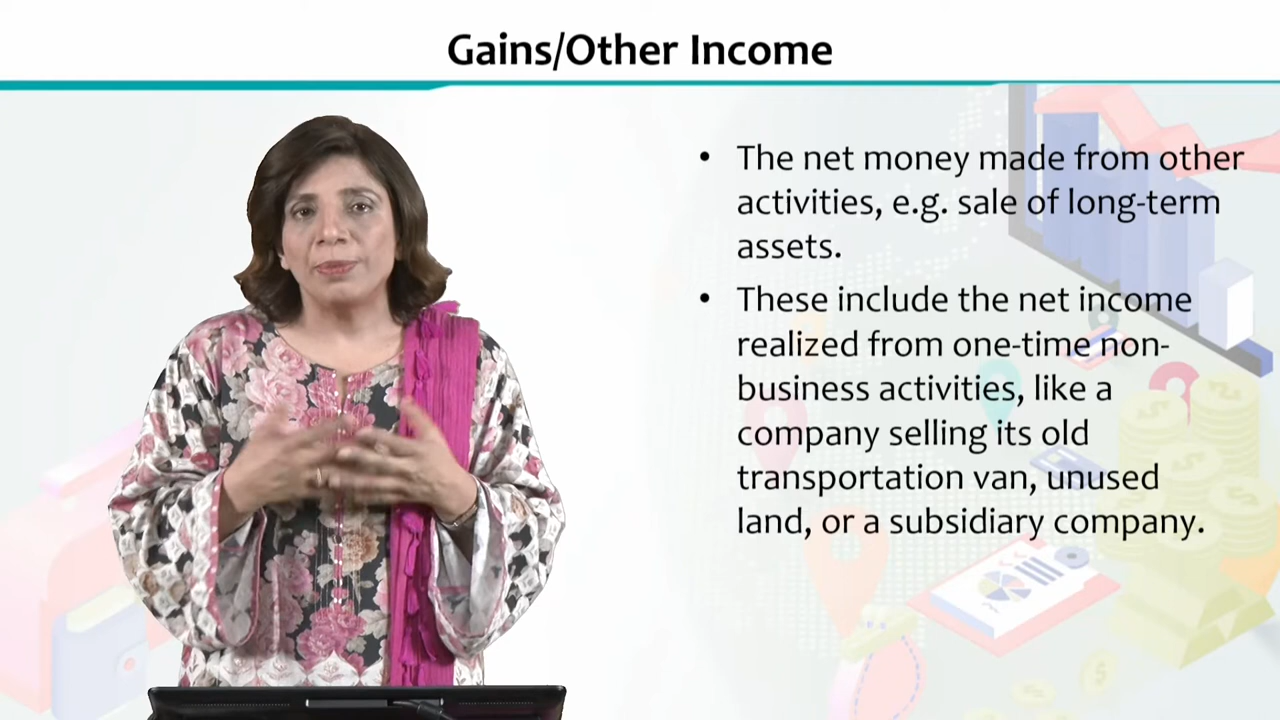 Gains/Other Income
• The net money made from other
activities, e.g. sale of long-term
assets.
• These include the net income
realized from one-time non-
business activities, like a
company selling its old
transportation van, unused
land, or a subsidiary company.